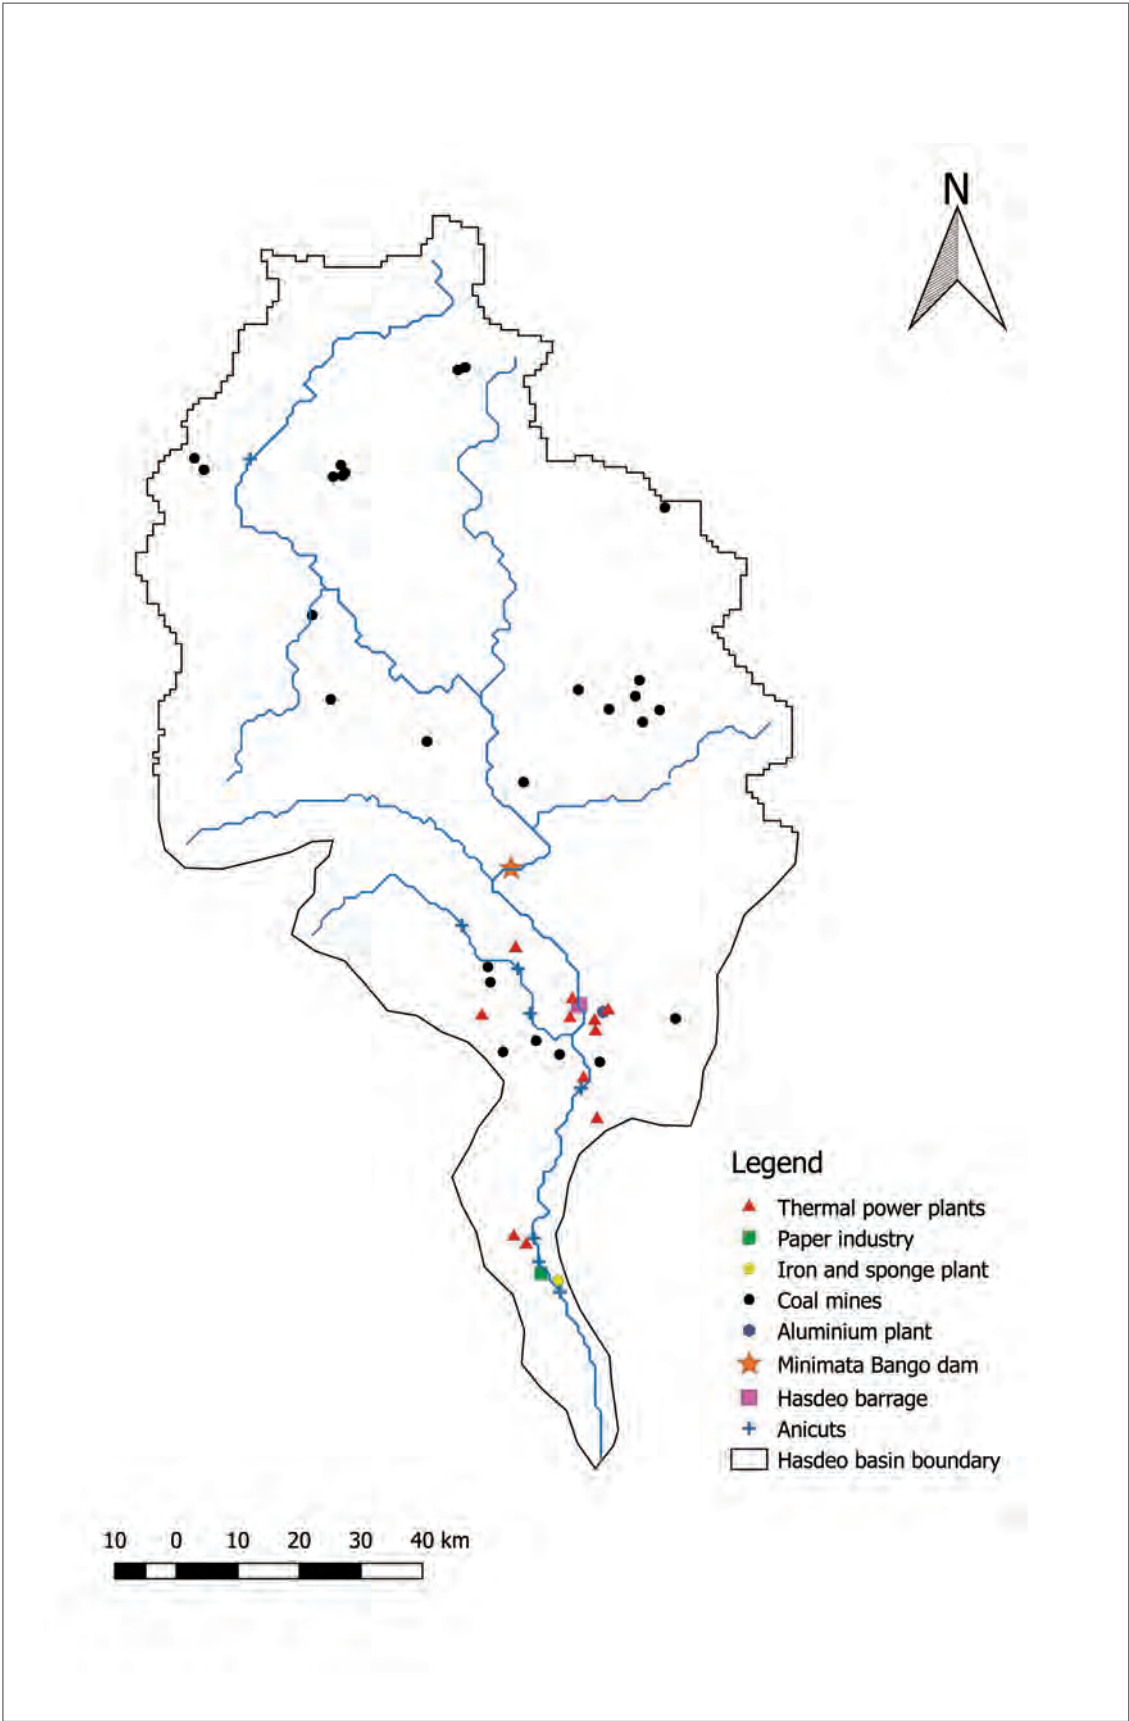 N
Legend
Thermal power plants
Paper industry
Iron and sponge plant
Coal mines
Aluminium plant
Minimata Bango dam
Hasdeo barrage
Anicuts
Hasdeo basin boundary
10 0 10 20 30 40 km